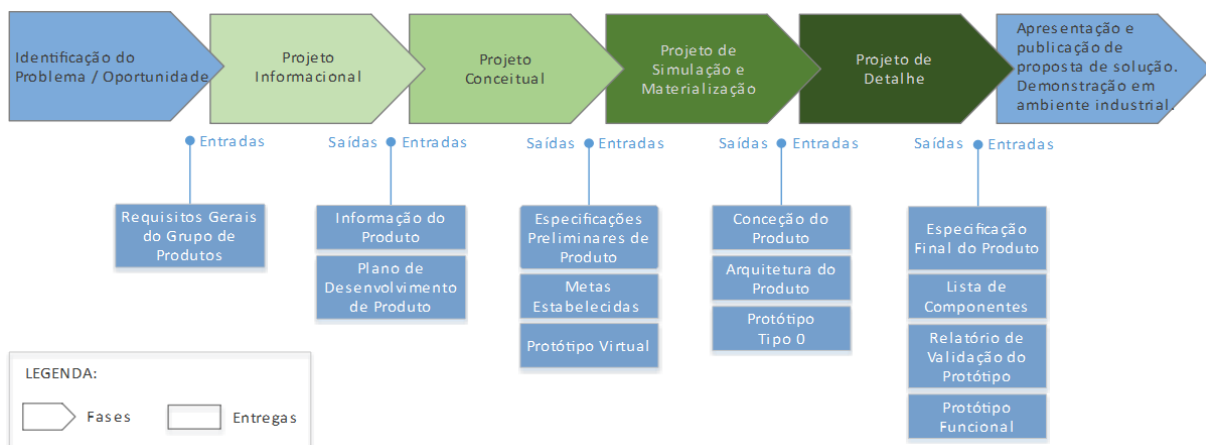 Identificação do
Problema / Oportunidade
Projeto
Informacional
Projeto
Conceitual
Projeto de
Simulação e
Materialização
Projeto de
Detalhe
Apresentação e
publicação de
proposta de solução.
Demonstração em
ambiente industrial.
Entradas
Saídas
Entradas
Saídas
Entradas
Saídas
Entradas
Saídas
Entradas
Requisitos Gerais
do Grupo de
Produtos
Informação do
Produto
Plano de
Desenvolvimento
de Produto
Especificações
Preliminares de
Produto
Metas
Estabelecidas
Protótipo Virtual
Conceção do
Produto
Arquitetura do
Produto
Protótipo
Tipo 0
Especificação
Final do Produto
Lista de
Componentes
Relatório de
Validação do
Protótipo
Protótipo
Funcional
LEGENDA:
Fases
Entregas